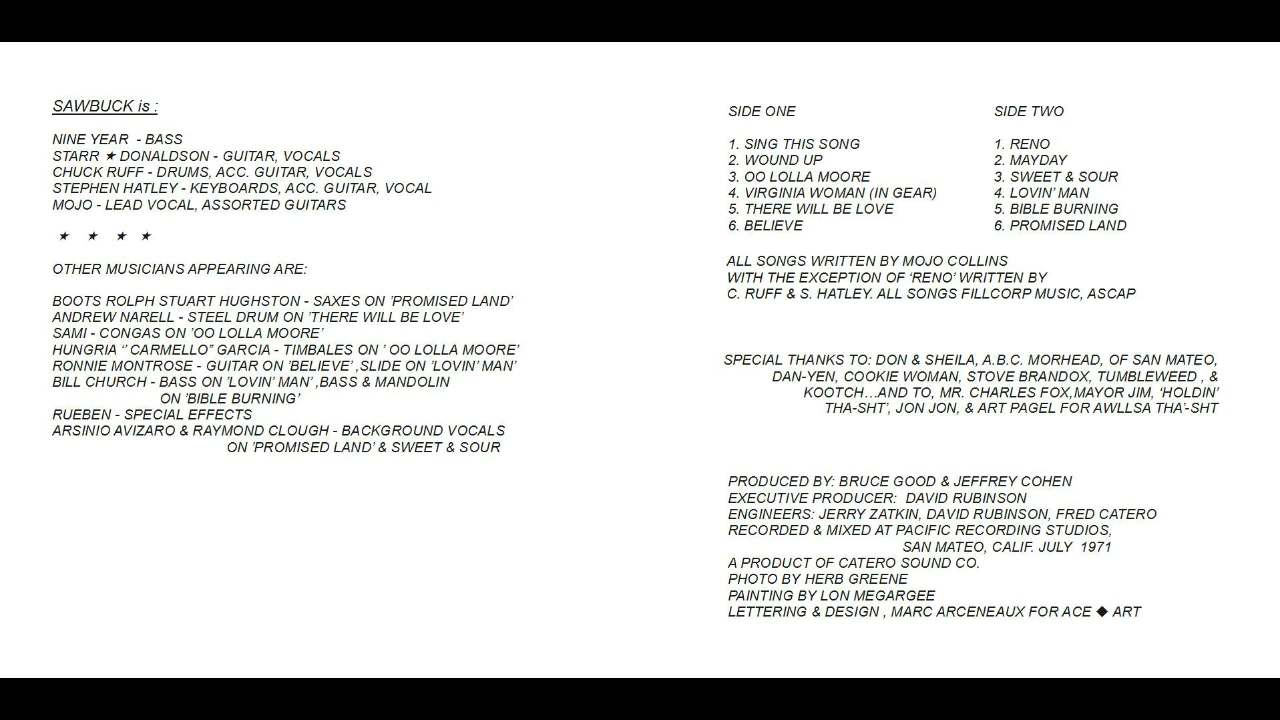 SAWBUCK is :
NINE YEAR - BASS
STARR ★ DONALDSON - GUITAR, VOCALS
CHUCK RUFF - DRUMS, ACC. GUITAR, VOCALS
STEPHEN HATLEY - KEYBOARDS, ACC. GUITAR, VOCAL
MOJO - LEAD VOCAL, ASSORTED GUITARS
★ ★ ★ ★
OTHER MUSICIANS APPEARING ARE:
BOOTS ROLPH STUART HUGHSTON - SAXES ON ’PROMISED LAND’
ANDREW NARELL - STEEL DRUM ON ’THERE WILL BE LOVE’
SAMI - CONGAS ON ’OO LOLLA MOORE’
HUNGRIA ‘’ CARMELLO” GARCIA - TIMBALES ON ’ OO LOLLA MOORE’
RONNIE MONTROSE - GUITAR ON ’BELIEVE’ ,SLIDE ON ’LOVIN’ MAN’
BILL CHURCH - BASS ON ’LOVIN’ MAN’ ,BASS & MANDOLIN
ON ’BIBLE BURNING’
RUEBEN - SPECIAL EFFECTS
ARSINIO AVIZARO & RAYMOND CLOUGH - BACKGROUND VOCALS
ON ’PROMISED LAND’ & SWEET & SOUR
SIDE ONE
1. SING THIS SONG
2. WOUND UP
3. OO LOLLA MOORE
4. VIRGINIA WOMAN (IN GEAR)
5. THERE WILL BE LOVE
6. BELIEVE
SIDE TWO
1. RENO
2. MAYDAY
3. SWEET & SOUR
4. LOVIN’ MAN
5. BIBLE BURNING
6. PROMISED LAND
ALL SONGS WRITTEN BY MOJO COLLINS
WITH THE EXCEPTION OF ‘RENO’ WRITTEN BY
C. RUFF & S. HATLEY. ALL SONGS FILLCORP MUSIC, ASCAP
SPECIAL THANKS TO: DON & SHEILA, A.B.C. MORHEAD, OF SAN MATEO,
DAN-YEN, COOKIE WOMAN, STOVE BRANDOX, TUMBLEWEED , &
KOOTCH...AND TO, MR. CHARLES FOX,MAYOR JIM, ‘HOLDIN’
THA-SHT’, JON JON, & ART PAGEL FOR AWLLSA THA’-SHT
PRODUCED BY: BRUCE GOOD & JEFFREY COHEN
EXECUTIVE PRODUCER: DAVID RUBINSON
ENGINEERS: JERRY ZATKIN, DAVID RUBINSON, FRED CATERO
RECORDED & MIXED AT PACIFIC RECORDING STUDIOS,
SAN MATEO, CALIF. JULY 1971
A PRODUCT OF CATERO SOUND CO.
PHOTO BY HERB GREENE
PAINTING BY LON MEGARGEE
LETTERING & DESIGN , MARC ARCENEAUX FOR ACE ◆ ART